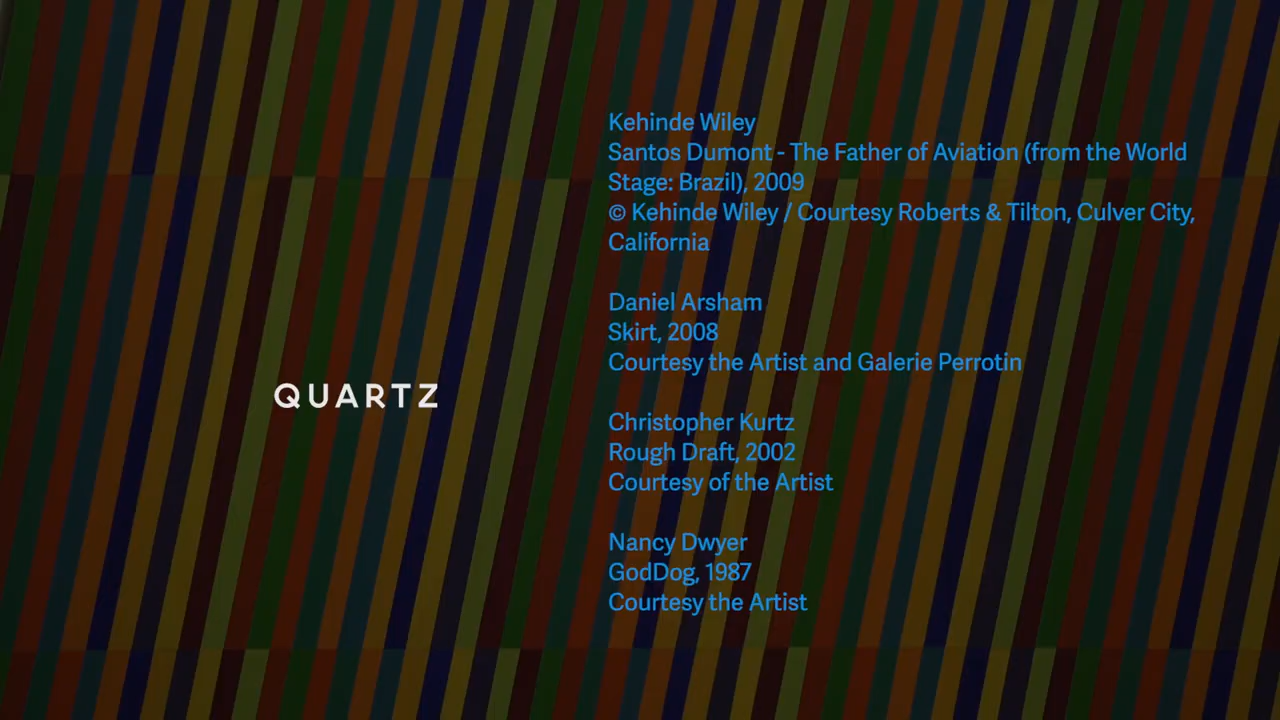 QUARTZ
Kehinde Wiley
Santos Dumont - The Father of Aviation (from the World
Stage: Brazil), 2009
© Kehinde Wiley / Courtesy Roberts & Tilton, Culver City,
California
Daniel Arsham
Skirt, 2008
Courtesy the Artist and Galerie Perrotin
Christopher Kurtz
Rough Draft, 2002
Courtesy of the Artist
Nancy Dwyer
GodDog, 1987
Courtesy the Artist